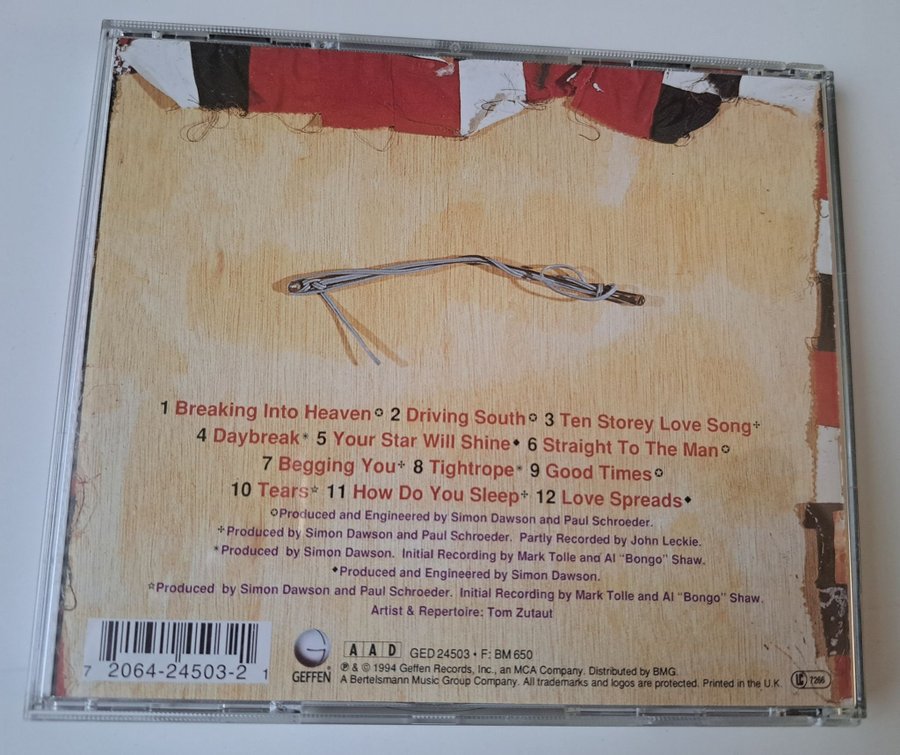 1 Breaking Into Heaven✪ 2 Driving South✪ 3 Ten Storey Love Song✢
4 Daybreak* 5 Your Star Will Shine◆ 6 Straight To The Man✪
7 Begging You✢ 8 Tightrope* 9 Good Times✪
10 Tears☆ 11 How Do You Sleep✢ 12 Love Spreads◆
✪Produced and Engineered by Simon Dawson and Paul Schroeder.
✢Produced by Simon Dawson and Paul Schroeder. Partly Recorded by John Leckie.
*Produced by Simon Dawson. Initial Recording by Mark Tolle and Al "Bongo" Shaw.
◆Produced and Engineered by Simon Dawson.
☆Produced by Simon Dawson and Paul Schroeder. Initial Recording by Mark Tolle and Al "Bongo" Shaw.
Artist & Repertoire: Tom Zutaut
7 2064-24503-2 1
GEFFEN®
AAD GED 24503 • F: BM 650
℗ & © 1994 Geffen Records, Inc., an MCA Company. Distributed by BMG.
A Bertelsmann Music Group Company. All trademarks and logos are protected. Printed in the U.K.
LC 7266